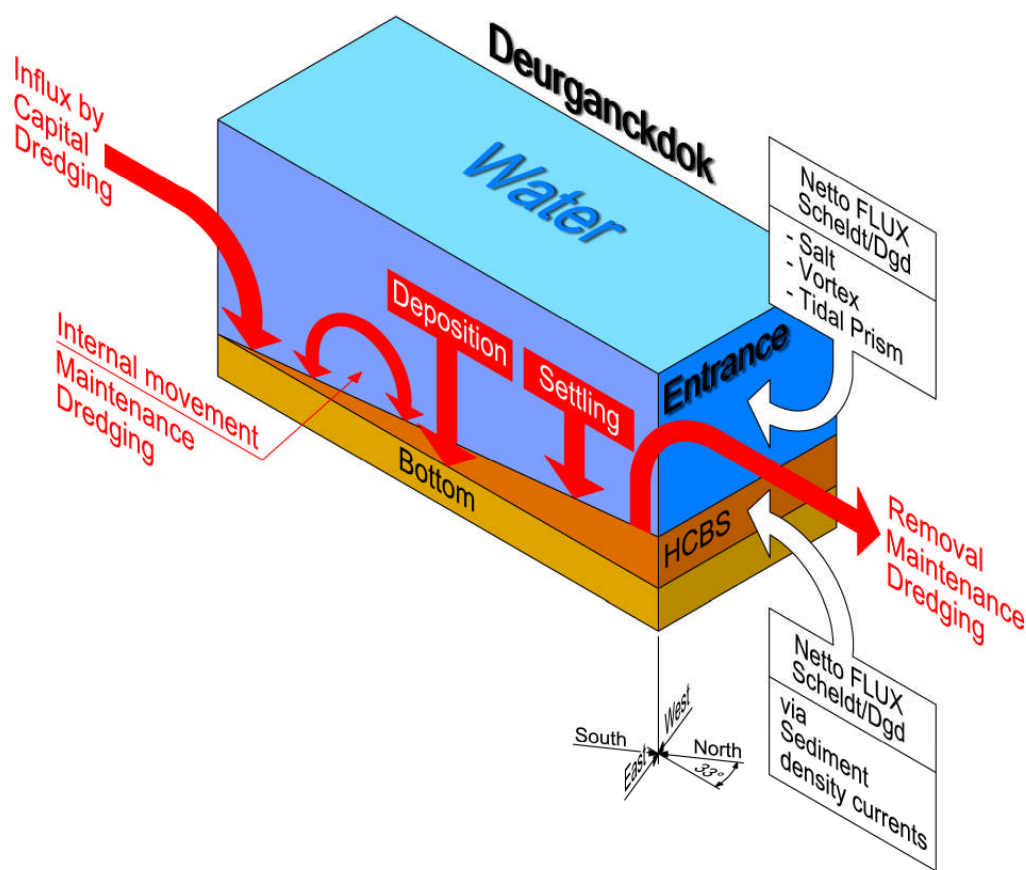 Deurganckdok
Water
Influx by
Capital
Dredging
Netto FLUX
Scheldt/Dgd
- Salt
- Vortex
- Tidal Prism
Entrance
Deposition
Settling
Internal movement
Maintenance
Dredging
Bottom
HCBS
Removal
Maintenance
Dredging
Netto FLUX
Scheldt/Dgd
via
Sediment
density currents
West
South
North
East
33°